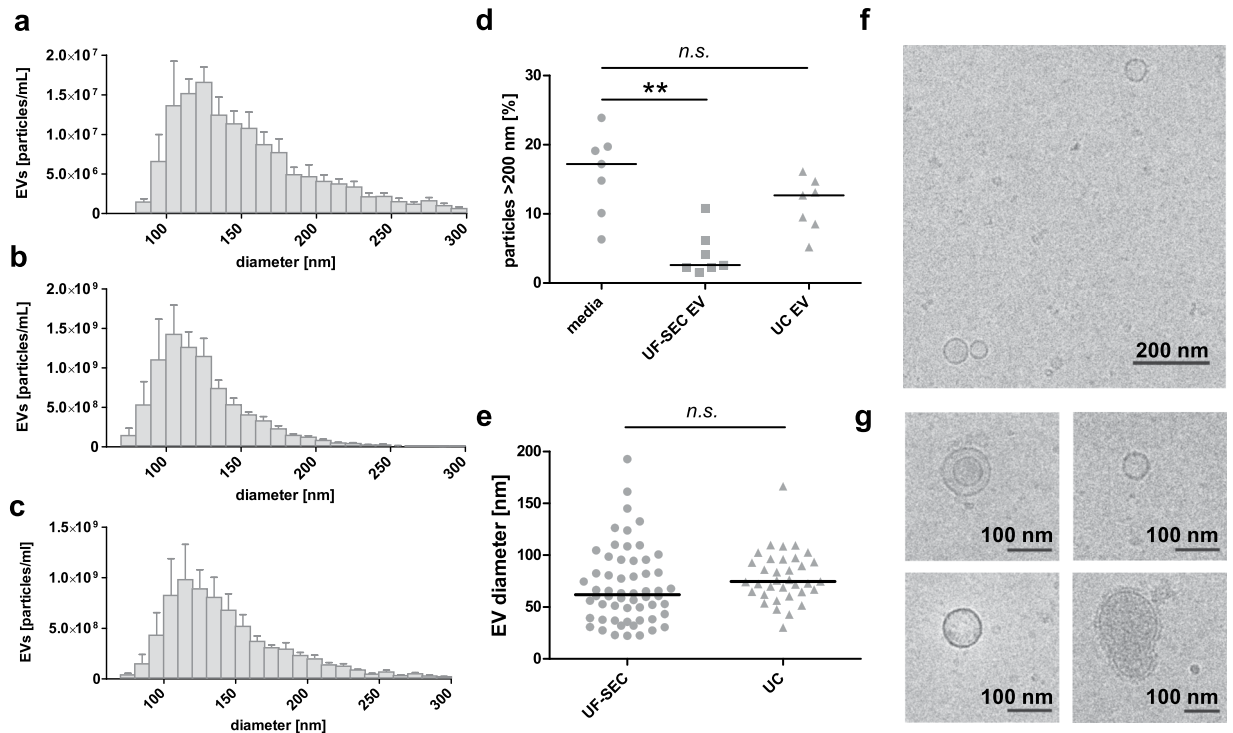 a
2.0×10⁷
1.5×10⁷
1.0×10⁷
5.0×10⁶
0
EVs [particles/mL]
100
150
200
250
300
diameter [nm]
b
2.0×10⁹
1.5×10⁹
1.0×10⁹
5.0×10⁸
0
EVs [particles/mL]
100
150
200
250
300
diameter [nm]
c
1.5×10⁹
1.0×10⁹
5.0×10⁸
0
EVs [particles/ml]
100
150
200
250
300
diameter [nm]
d
n.s.
**
30
20
10
0
particles >200 nm [%]
media
UF-SEC EV
UC EV
e
n.s.
200
150
100
50
0
EV diameter [nm]
UF-SEC
UC
f
200 nm
g
100 nm
100 nm
100 nm
100 nm